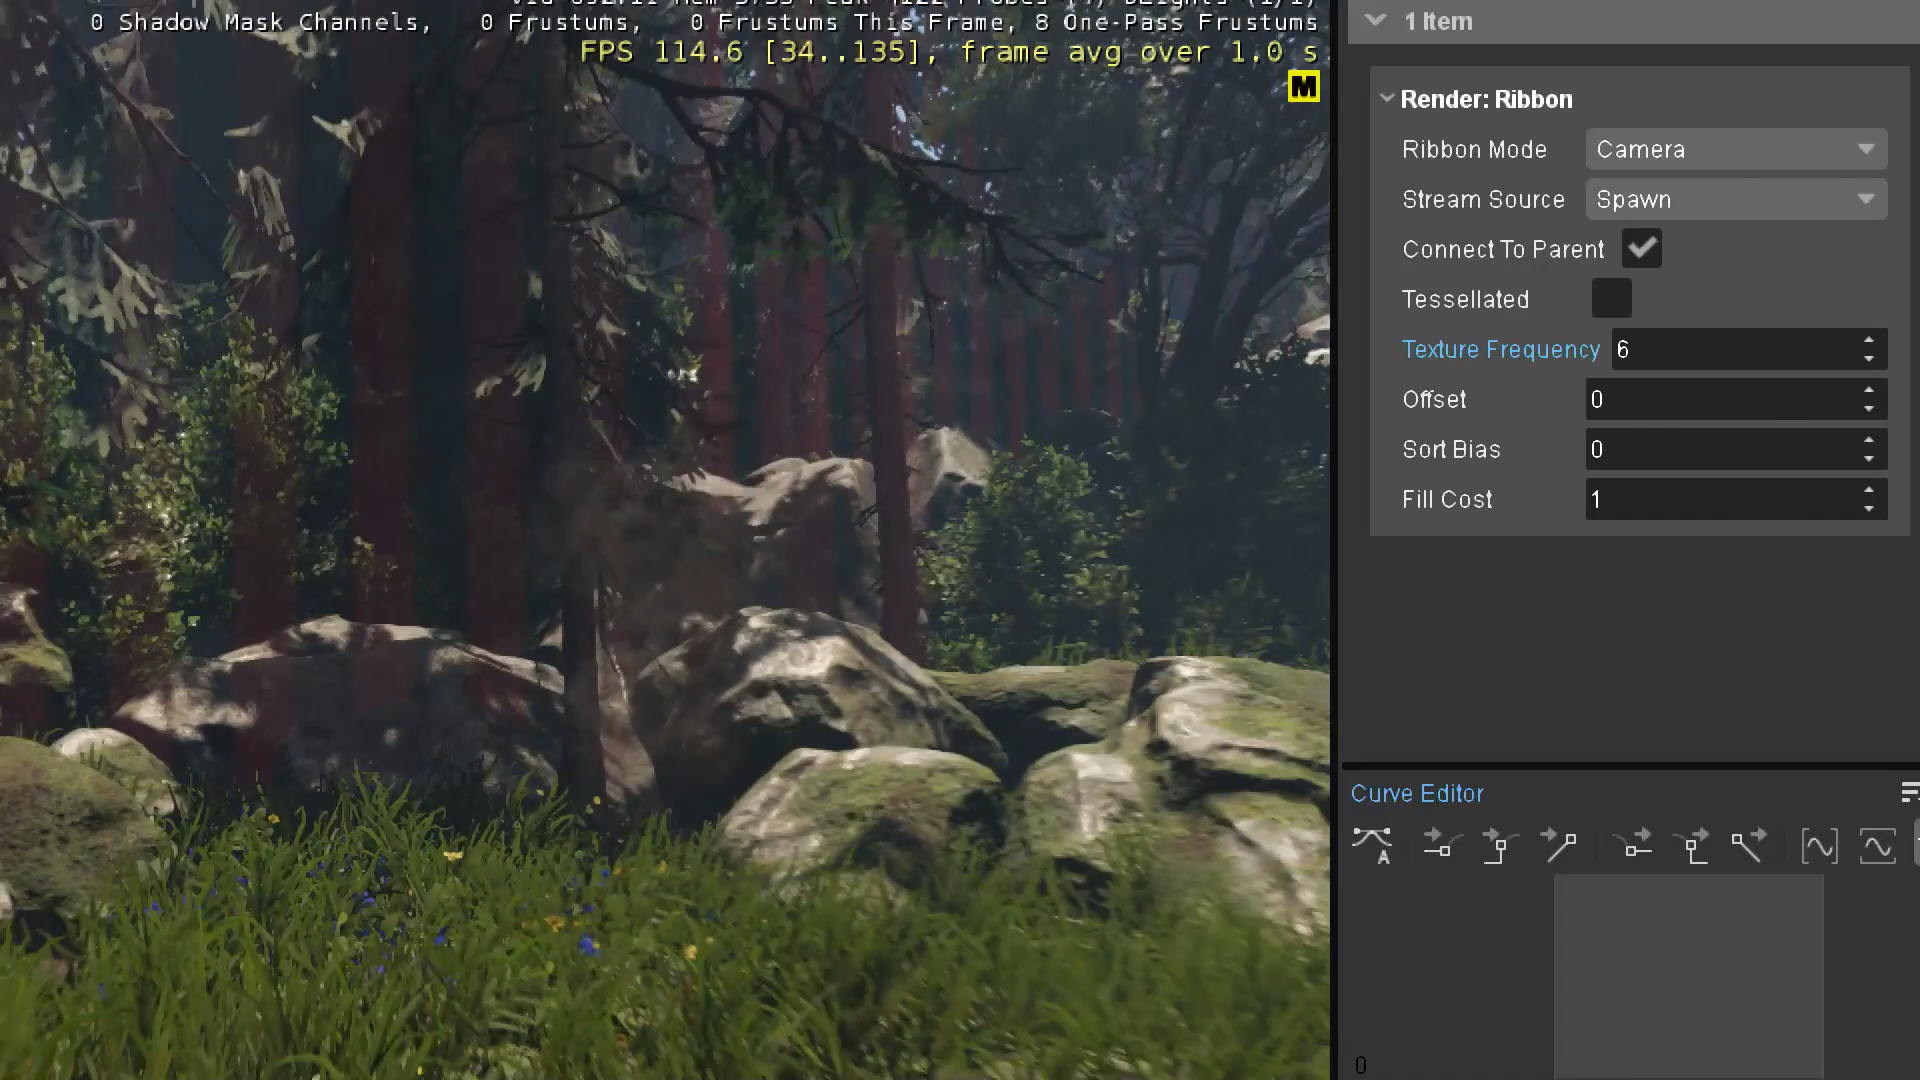 0 Shadow Mask Channels,   0 Frustums,   0 Frustums This Frame, 8 One-Pass Frustums
FPS 114.6 [34..135], frame avg over 1.0 s
M
1 Item
Render: Ribbon
Ribbon Mode Camera
Stream Source Spawn
Connect To Parent
Tessellated
Texture Frequency 6
Offset 0
Sort Bias 0
Fill Cost 1
Curve Editor
A
0